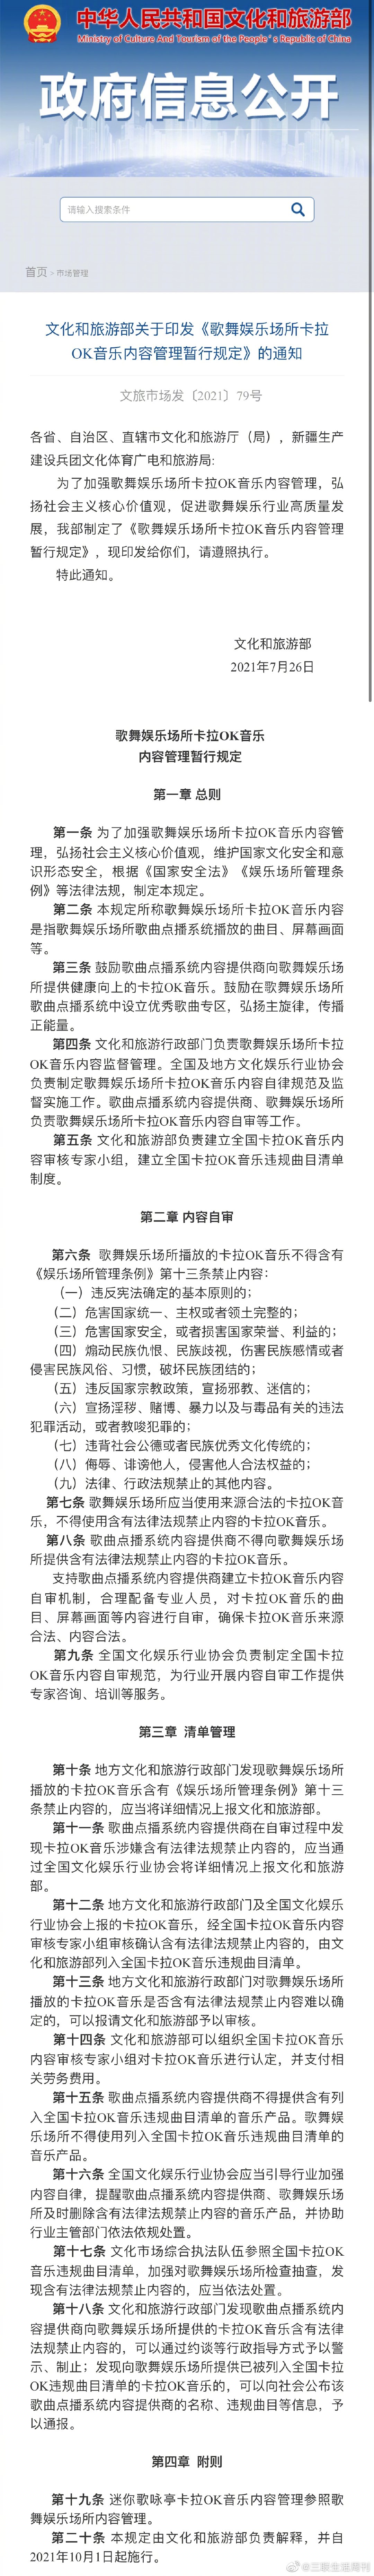 中华人民共和国文化和旅游部
Ministry of Culture And Tourism of the People's Republic of China
政府信息公开
请输入搜索条件
首页 > 市场管理
文化和旅游部关于印发《歌舞娱乐场所卡拉
OK音乐内容管理暂行规定》的通知
文旅市场发〔2021〕79号
各省、自治区、直辖市文化和旅游厅（局），新疆生产
建设兵团文化体育广电和旅游局:
为了加强歌舞娱乐场所卡拉OK音乐内容管理，弘
扬社会主义核心价值观，促进歌舞娱乐行业高质量发
展，我部制定了《歌舞娱乐场所卡拉OK音乐内容管理
暂行规定》，现印发给你们，请遵照执行。
特此通知。
文化和旅游部
2021年7月26日
歌舞娱乐场所卡拉OK音乐
内容管理暂行规定
第一章 总则
第一条 为了加强歌舞娱乐场所卡拉OK音乐内容管
理，弘扬社会主义核心价值观，维护国家文化安全和意
识形态安全，根据《国家安全法》《娱乐场所管理条
例》等法律法规，制定本规定。
第二条 本规定所称歌舞娱乐场所卡拉OK音乐内容
是指歌舞娱乐场所歌曲点播系统播放的曲目、屏幕画面
等。
第三条 鼓励歌曲点播系统内容提供商向歌舞娱乐场
所提供健康向上的卡拉OK音乐。鼓励在歌舞娱乐场所
歌曲点播系统中设立优秀歌曲专区，弘扬主旋律，传播
正能量。
第四条 文化和旅游行政部门负责歌舞娱乐场所卡拉
OK音乐内容监督管理。全国及地方文化娱乐行业协会
负责制定歌舞娱乐场所卡拉OK音乐内容自律规范及监
督实施工作。歌曲点播系统内容提供商、歌舞娱乐场所
负责歌舞娱乐场所卡拉OK音乐内容自审等工作。
第五条 文化和旅游部负责建立全国卡拉OK音乐内
容审核专家小组，建立全国卡拉OK音乐违规曲目清单
制度。
第二章 内容自审
第六条 歌舞娱乐场所播放的卡拉OK音乐不得含有
《娱乐场所管理条例》第十三条禁止内容：
（一）违反宪法确定的基本原则的；
（二）危害国家统一、主权或者领土完整的；
（三）危害国家安全，或者损害国家荣誉、利益的；
（四）煽动民族仇恨、民族歧视，伤害民族感情或者
侵害民族风俗、习惯，破坏民族团结的；
（五）违反国家宗教政策，宣扬邪教、迷信的；
（六）宣扬淫秽、赌博、暴力以及与毒品有关的违法
犯罪活动，或者教唆犯罪的；
（七）违背社会公德或者民族优秀文化传统的；
（八）侮辱、诽谤他人，侵害他人合法权益的；
（九）法律、行政法规禁止的其他内容。
第七条 歌舞娱乐场所应当使用来源合法的卡拉OK音
乐，不得使用含有法律法规禁止内容的卡拉OK音乐。
第八条 歌曲点播系统内容提供商不得向歌舞娱乐场
所提供含有法律法规禁止内容的卡拉OK音乐。
支持歌曲点播系统内容提供商建立卡拉OK音乐内容
自审机制，合理配备专业人员，对卡拉OK音乐的曲
目、屏幕画面等内容进行自审，确保卡拉OK音乐来源
合法、内容合法。
第九条 全国文化娱乐行业协会负责制定全国卡拉
OK音乐内容自审规范，为行业开展内容自审工作提供
专家咨询、培训等服务。
第三章 清单管理
第十条 地方文化和旅游行政部门发现歌舞娱乐场所
播放的卡拉OK音乐含有《娱乐场所管理条例》第十三
条禁止内容的，应当将详细情况上报文化和旅游部。
第十一条 歌曲点播系统内容提供商在自审过程中发
现卡拉OK音乐涉嫌含有法律法规禁止内容的，应当通
过全国文化娱乐行业协会将详细情况上报文化和旅游
部。
第十二条 地方文化和旅游行政部门及全国文化娱乐
行业协会上报的卡拉OK音乐，经全国卡拉OK音乐内容
审核专家小组审核确认含有法律法规禁止内容的，由文
化和旅游部列入全国卡拉OK音乐违规曲目清单。
第十三条 地方文化和旅游行政部门对歌舞娱乐场所
播放的卡拉OK音乐是否含有法律法规禁止内容难以确
定的，可以报请文化和旅游部予以审核。
第十四条 文化和旅游部可以组织全国卡拉OK音乐
内容审核专家小组对卡拉OK音乐进行认定，并支付相
关劳务费用。
第十五条 歌曲点播系统内容提供商不得提供含有列
入全国卡拉OK音乐违规曲目清单的音乐产品。歌舞娱
乐场所不得使用列入全国卡拉OK音乐违规曲目清单的
音乐产品。
第十六条 全国文化娱乐行业协会应当引导行业加强
内容自律，提醒歌曲点播系统内容提供商、歌舞娱乐场
所及时删除含有法律法规禁止内容的音乐产品，并协助
行业主管部门依法依规处置。
第十七条 文化市场综合执法队伍参照全国卡拉OK
音乐违规曲目清单，加强对歌舞娱乐场所检查抽查，发
现含有法律法规禁止内容的，应当依法处置。
第十八条 文化和旅游行政部门发现歌曲点播系统内
容提供商向歌舞娱乐场所提供的卡拉OK音乐含有法律
法规禁止内容的，可以通过约谈等行政指导方式予以警
示、制止；发现向歌舞娱乐场所提供已被列入全国卡拉
OK违规曲目清单的卡拉OK音乐的，可以向社会公布该
歌曲点播系统内容提供商的名称、违规曲目等信息，予
以通报。
第四章 附则
第十九条 迷你歌咏亭卡拉OK音乐内容管理参照歌
舞娱乐场所内容管理。
第二十条 本规定由文化和旅游部负责解释，并自
2021年10月1日起施行。
@三联生活周刊